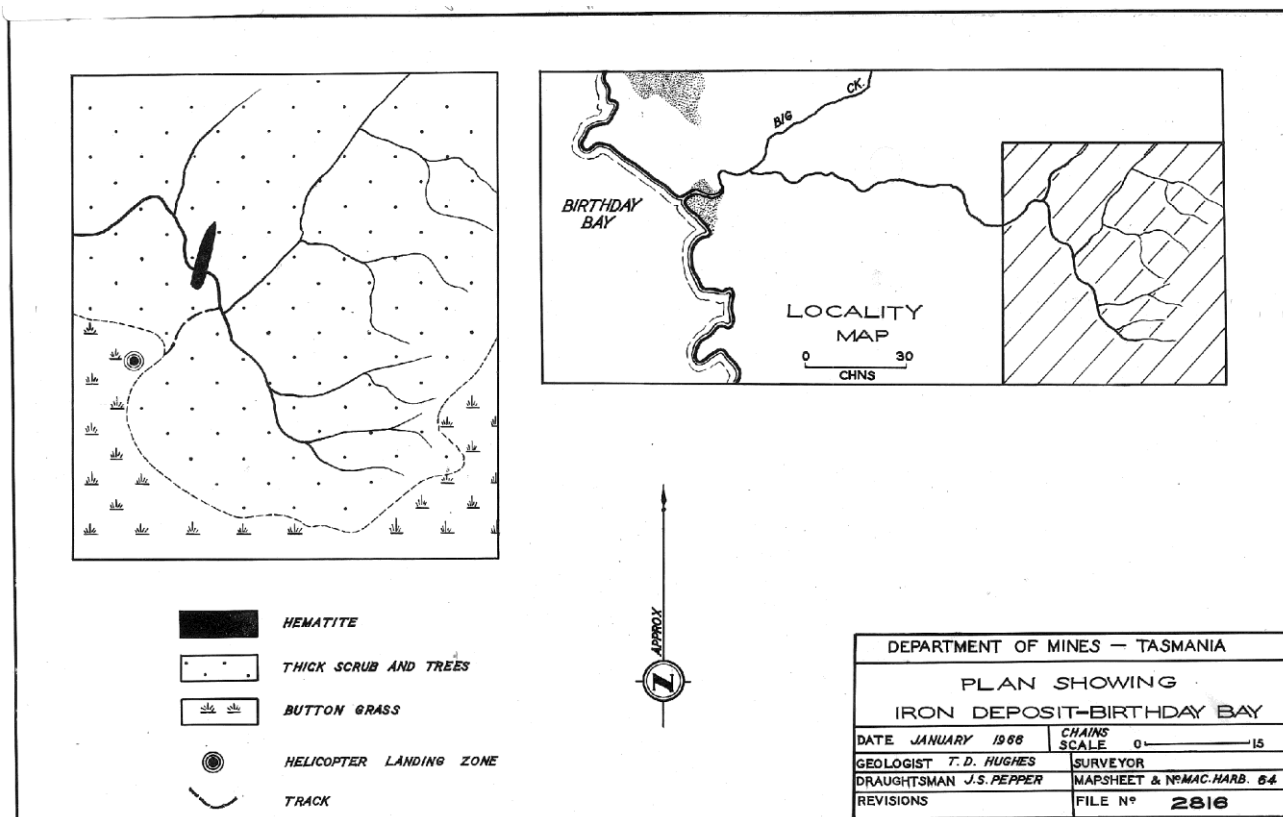 BIG CK.
BIRTHDAY
BAY
LOCALITY
MAP
0 30
CHNS
HEMATITE
THICK SCRUB AND TREES
BUTTON GRASS
HELICOPTER LANDING ZONE
TRACK
APPROX
N
DEPARTMENT OF MINES — TASMANIA
PLAN SHOWING
IRON DEPOSIT-BIRTHDAY BAY
DATE JANUARY 1966 CHAINS SCALE 0 15
GEOLOGIST T.D. HUGHES SURVEYOR
DRAUGHTSMAN J.S. PEPPER MAPSHEET & Nº MAC. HARB. 64
REVISIONS FILE Nº 2816